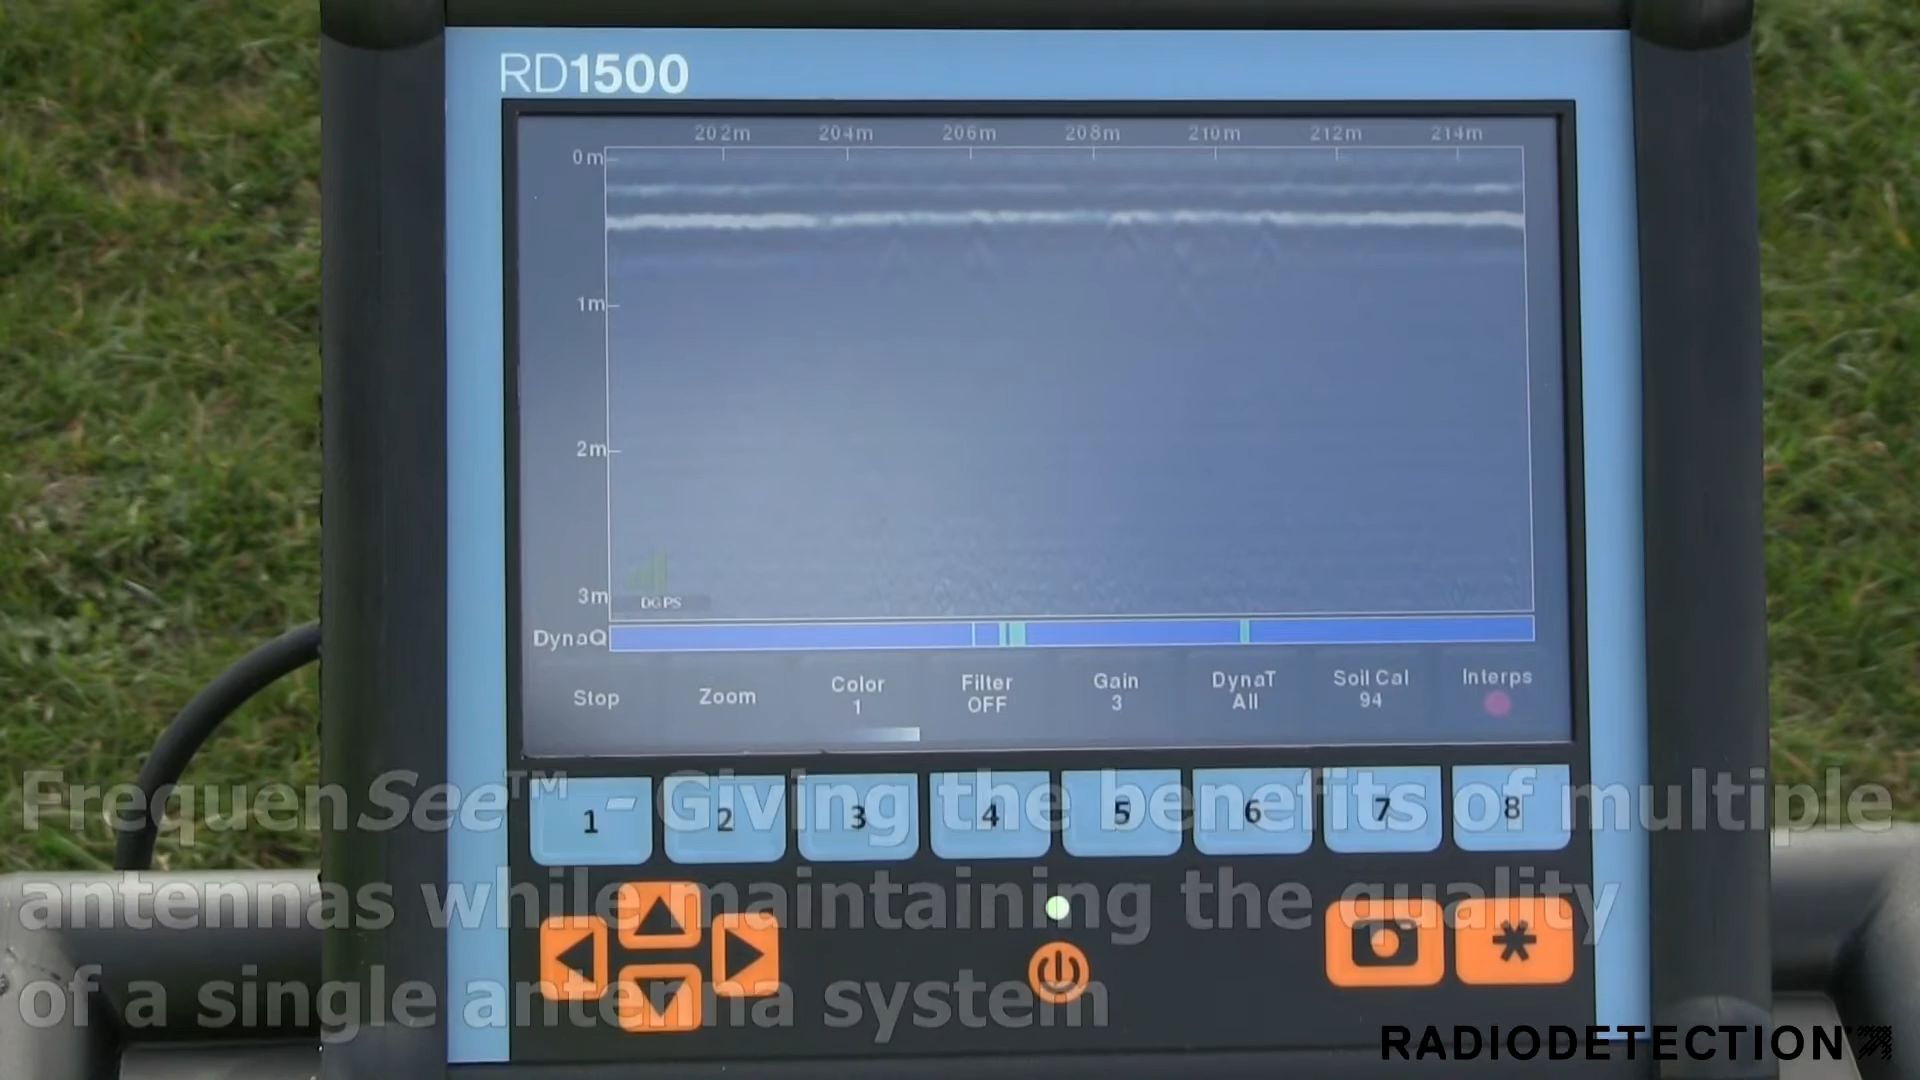 RD1500
202m 204m 206m 208m 210m 212m 214m
0m
1m
2m
3m
DGPS
DynaQ
Stop Zoom Color Filter Gain DynaT Soil Cal Interps
1 OFF 3 All 94
1 2 3 4 5 6 7 8
FrequenSee™ - Giving the benefits of multiple
antennas while maintaining the quality
of a single antenna system
RADIODETECTION